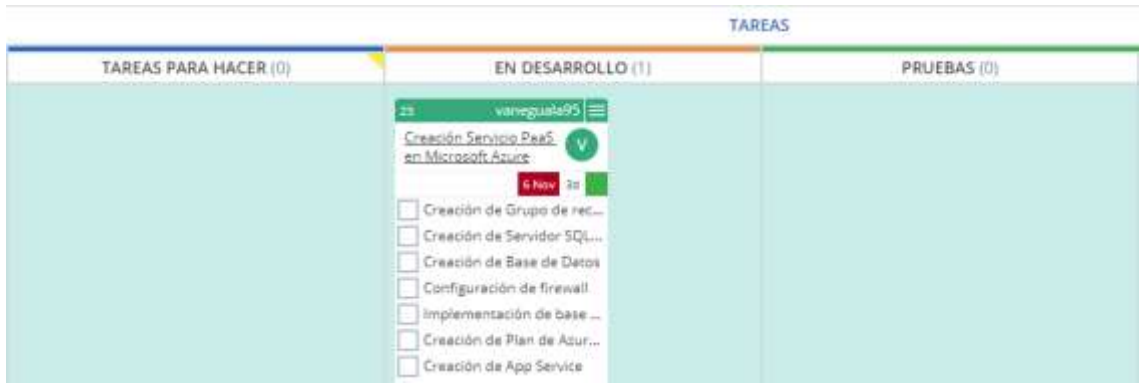 TAREAS
TAREAS PARA HACER (0)
EN DESARROLLO (1)
PRUEBAS (0)
23 vaneguala95
Creación Servicio PaaS
en Microsoft Azure
V
6 Nov
Creación de Grupo de rec...
Creación de Servidor SQL...
Creación de Base de Datos
Configuración de firewall
Implementación de base ...
Creación de Plan de Azur...
Creación de App Service